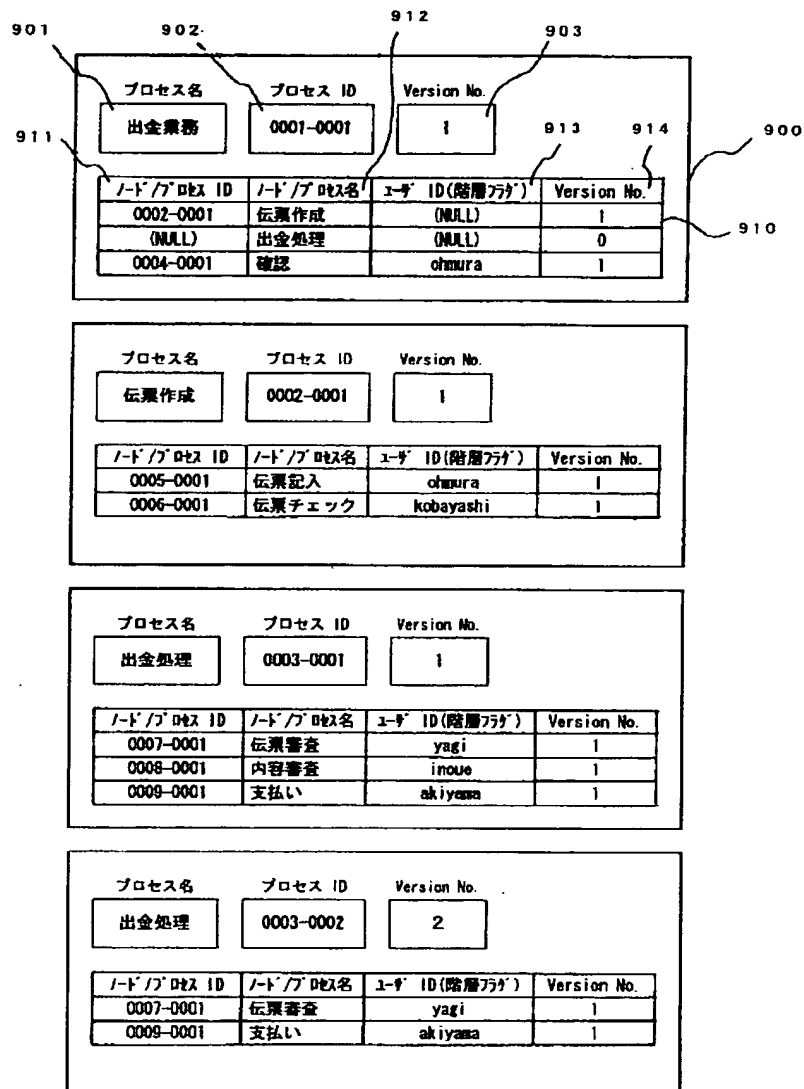 912
901 902 903
プロセス名 プロセス ID Version No.
出金業務 0001-0001 1
911 913 914 900
ﾉｰﾄﾞ/ﾌﾟﾛｾｽ ID ﾉｰﾄﾞ/ﾌﾟﾛｾｽ名 ﾕｰｻﾞ ID(階層ﾌﾗｸﾞ) Version No.
0002-0001 伝票作成 (NULL) 1
910
(NULL) 出金処理 (NULL) 0
0004-0001 確認 ohmura 1
プロセス名 プロセス ID Version No.
伝票作成 0002-0001 1
ﾉｰﾄﾞ/ﾌﾟﾛｾｽ ID ﾉｰﾄﾞ/ﾌﾟﾛｾｽ名 ﾕｰｻﾞ ID(階層ﾌﾗｸﾞ) Version No.
0005-0001 伝票記入 ohmura 1
0006-0001 伝票チェック kobayashi 1
プロセス名 プロセス ID Version No.
出金処理 0003-0001 1
ﾉｰﾄﾞ/ﾌﾟﾛｾｽ ID ﾉｰﾄﾞ/ﾌﾟﾛｾｽ名 ﾕｰｻﾞ ID(階層ﾌﾗｸﾞ) Version No.
0007-0001 伝票審査 yagi 1
0008-0001 内容審査 inoue 1
0009-0001 支払い akiyama 1
プロセス名 プロセス ID Version No.
出金処理 0003-0002 2
ﾉｰﾄﾞ/ﾌﾟﾛｾｽ ID ﾉｰﾄﾞ/ﾌﾟﾛｾｽ名 ﾕｰｻﾞ ID(階層ﾌﾗｸﾞ) Version No.
0007-0001 伝票審査 yagi 1
0009-0001 支払い akiyama 1